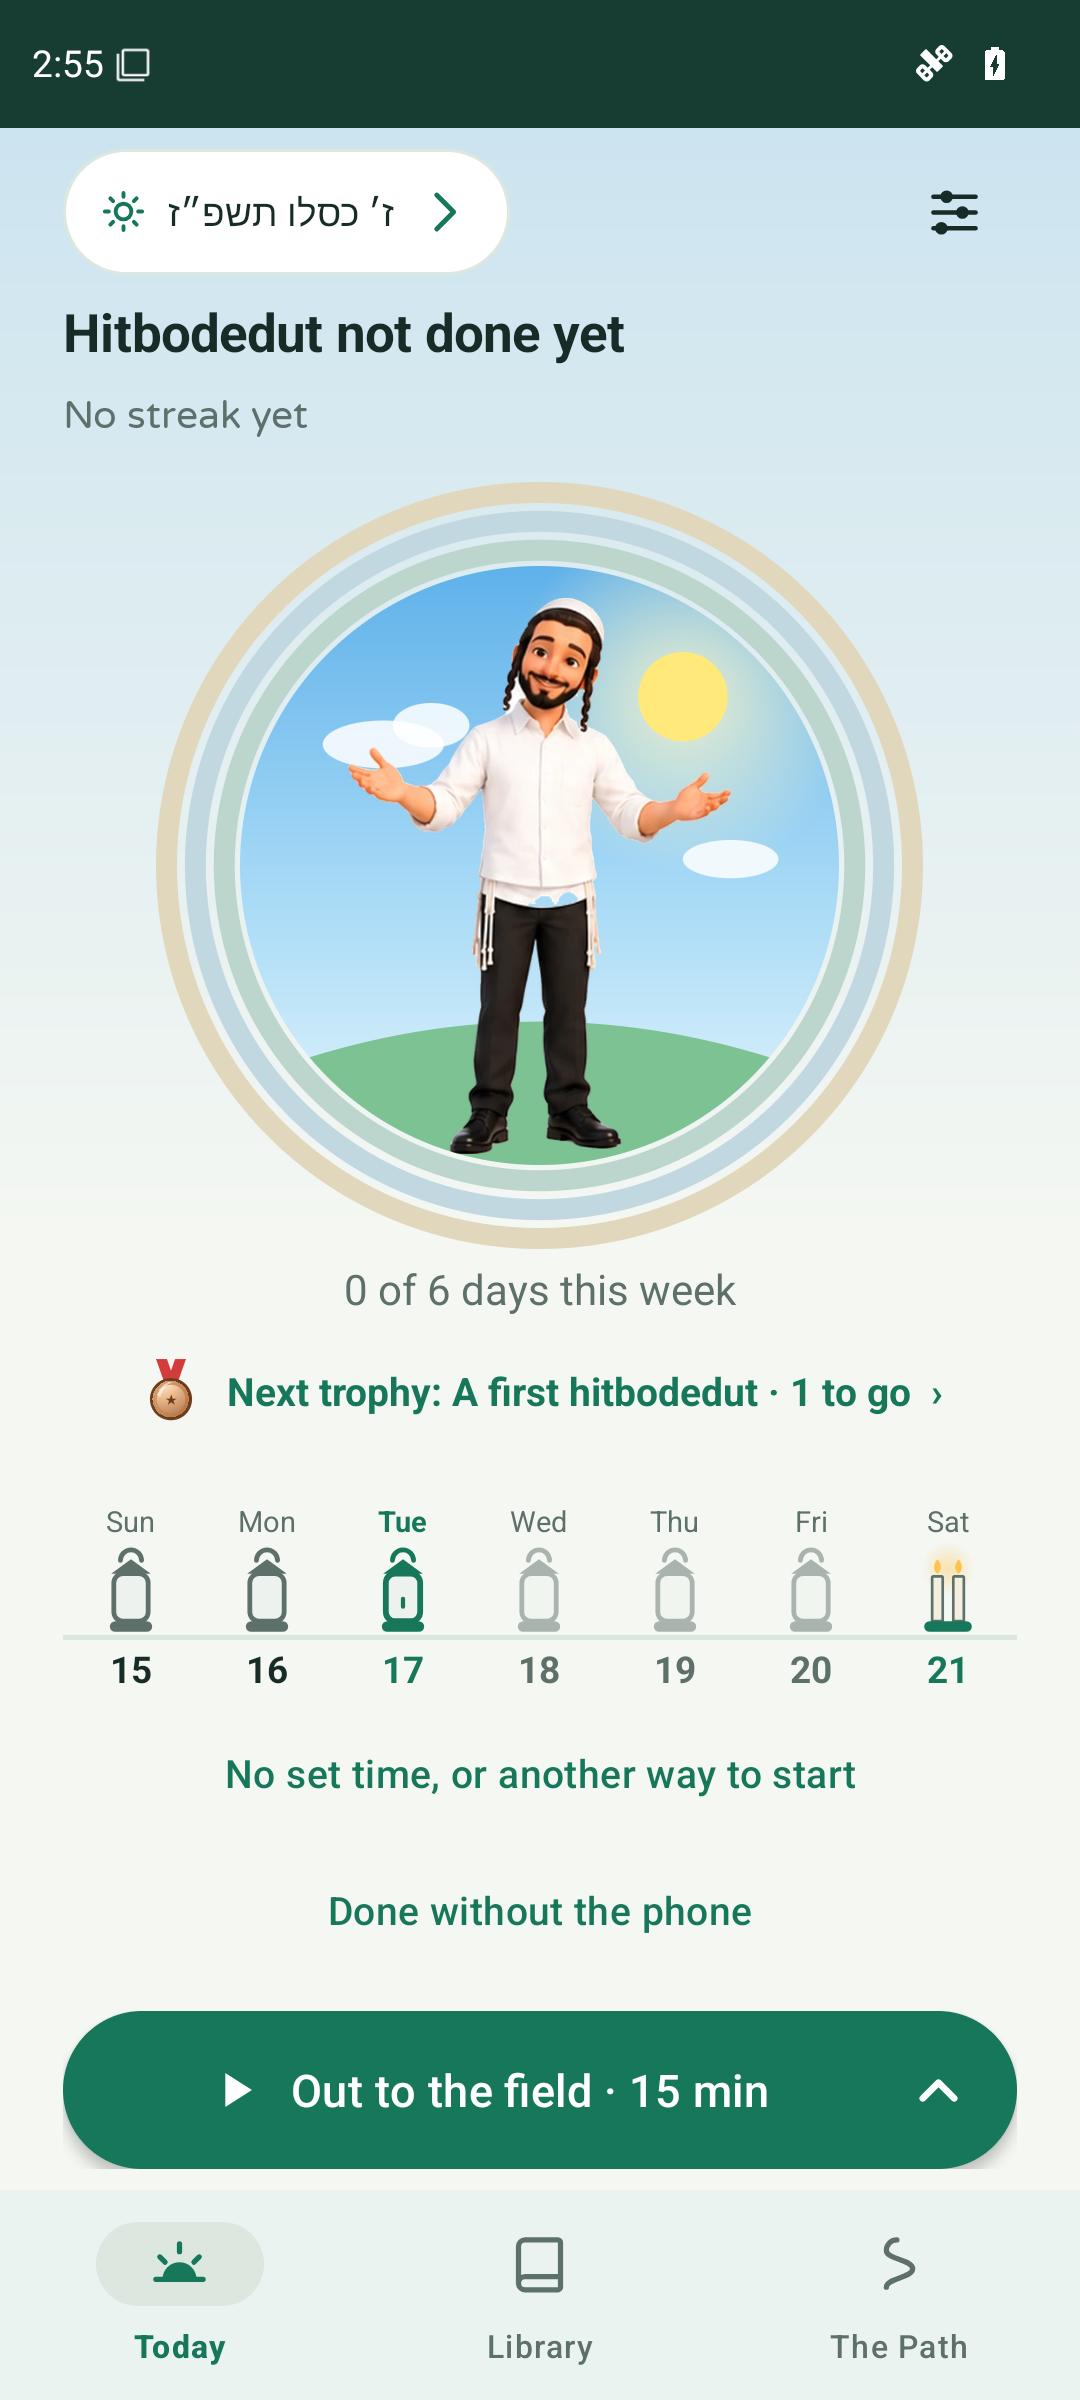 2:55
ז׳ כסלו תשפ״ז
Hitbodedut not done yet
No streak yet
0 of 6 days this week
Next trophy: A first hitbodedut · 1 to go ›
Sun Mon Tue Wed Thu Fri Sat
15 16 17 18 19 20 21
No set time, or another way to start
Done without the phone
Out to the field · 15 min
Today Library The Path